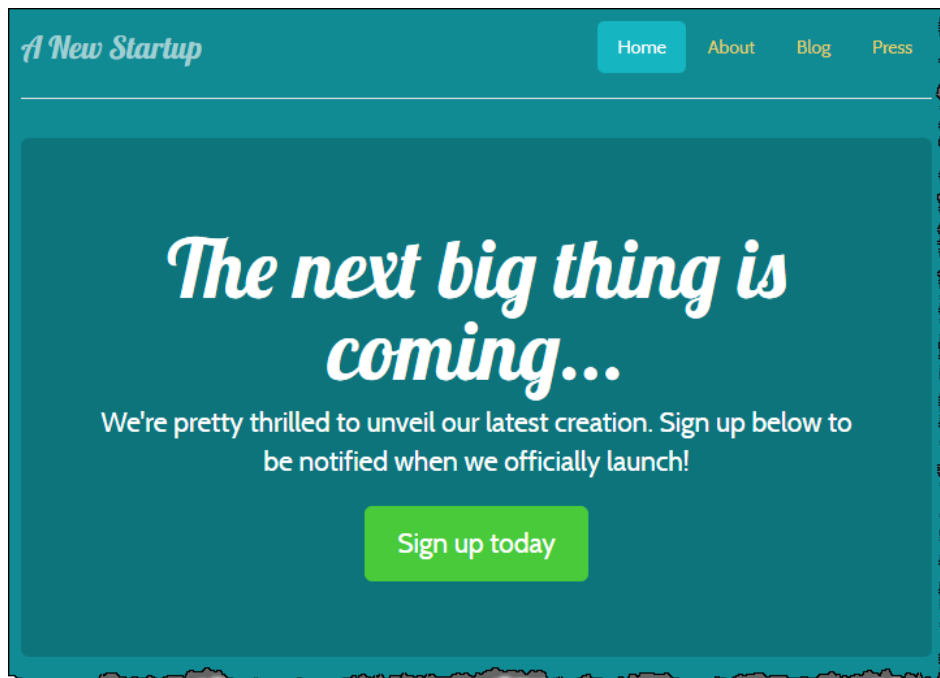 A New Startup
Home About Blog Press
The next big thing is
coming...
We're pretty thrilled to unveil our latest creation. Sign up below to
be notified when we officially launch!
Sign up today